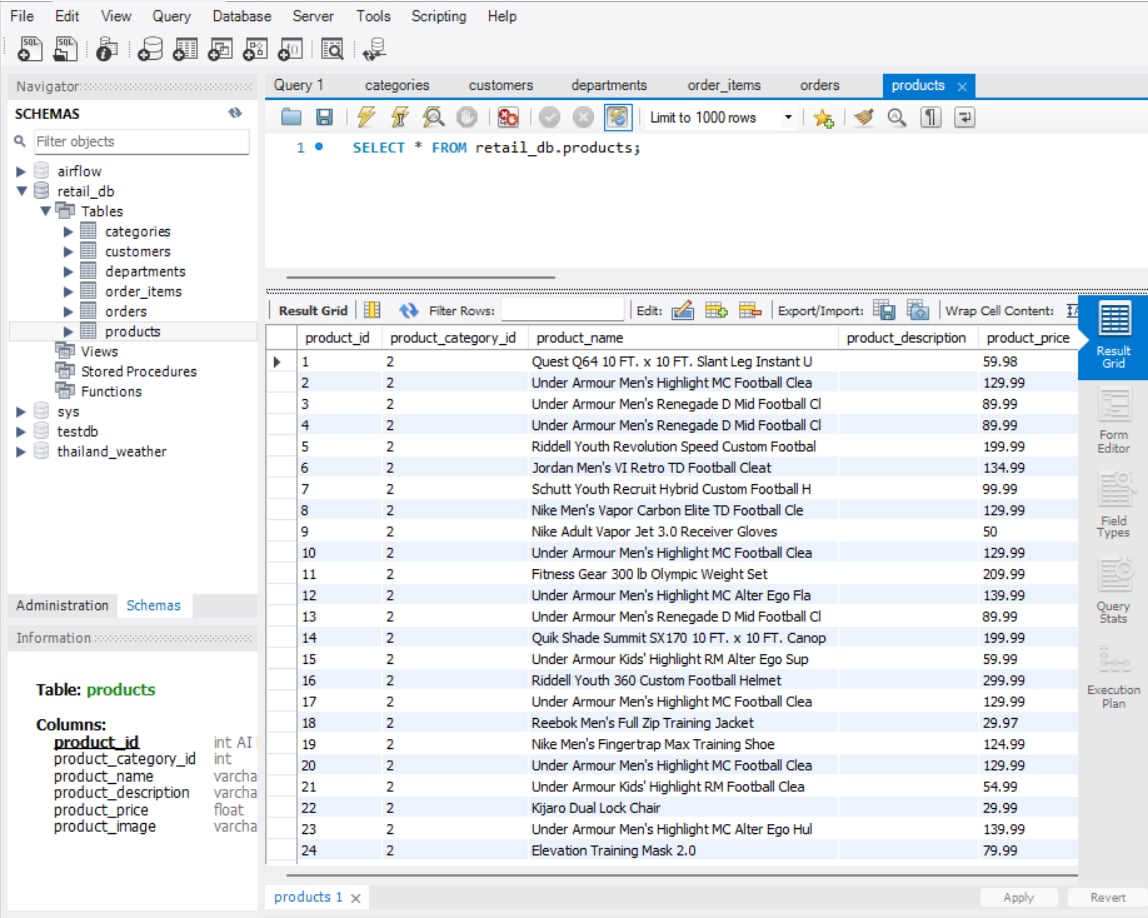 File Edit View Query Database Server Tools Scripting Help
SQL SQL
Navigator
SCHEMAS
Filter objects
airflow
retail_db
Tables
categories
customers
departments
order_items
orders
products
Views
Stored Procedures
Functions
sys
testdb
thailand_weather
Administration Schemas
Information
Table: products
Columns:
product_id int AI
product_category_id int
product_name varcha
product_description varcha
product_price float
product_image varcha
Query 1 categories customers departments order_items orders products
Limit to 1000 rows
1 SELECT * FROM retail_db.products;
Result Grid Filter Rows: Edit: Export/Import: Wrap Cell Content:
product_id product_category_id product_name product_description product_price
1 2 Quest Q64 10 FT. x 10 FT. Slant Leg Instant U 59.98
2 2 Under Armour Men's Highlight MC Football Clea 129.99
3 2 Under Armour Men's Renegade D Mid Football Cl 89.99
4 2 Under Armour Men's Renegade D Mid Football Cl 89.99
5 2 Riddell Youth Revolution Speed Custom Footbal 199.99
6 2 Jordan Men's VI Retro TD Football Cleat 134.99
7 2 Schutt Youth Recruit Hybrid Custom Football H 99.99
8 2 Nike Men's Vapor Carbon Elite TD Football Cle 129.99
9 2 Nike Adult Vapor Jet 3.0 Receiver Gloves 50
10 2 Under Armour Men's Highlight MC Football Clea 129.99
11 2 Fitness Gear 300 lb Olympic Weight Set 209.99
12 2 Under Armour Men's Highlight MC Alter Ego Fla 139.99
13 2 Under Armour Men's Renegade D Mid Football Cl 89.99
14 2 Quik Shade Summit SX170 10 FT. x 10 FT. Canop 199.99
15 2 Under Armour Kids' Highlight RM Alter Ego Sup 59.99
16 2 Riddell Youth 360 Custom Football Helmet 299.99
17 2 Under Armour Men's Highlight MC Football Clea 129.99
18 2 Reebok Men's Full Zip Training Jacket 29.97
19 2 Nike Men's Fingertrap Max Training Shoe 124.99
20 2 Under Armour Men's Highlight MC Football Clea 129.99
21 2 Under Armour Kids' Highlight RM Football Clea 54.99
22 2 Kijaro Dual Lock Chair 29.99
23 2 Under Armour Men's Highlight MC Alter Ego Hul 139.99
24 2 Elevation Training Mask 2.0 79.99
Result
Grid
Form
Editor
Field
Types
Query
Stats
Execution
Plan
products 1 Apply Revert